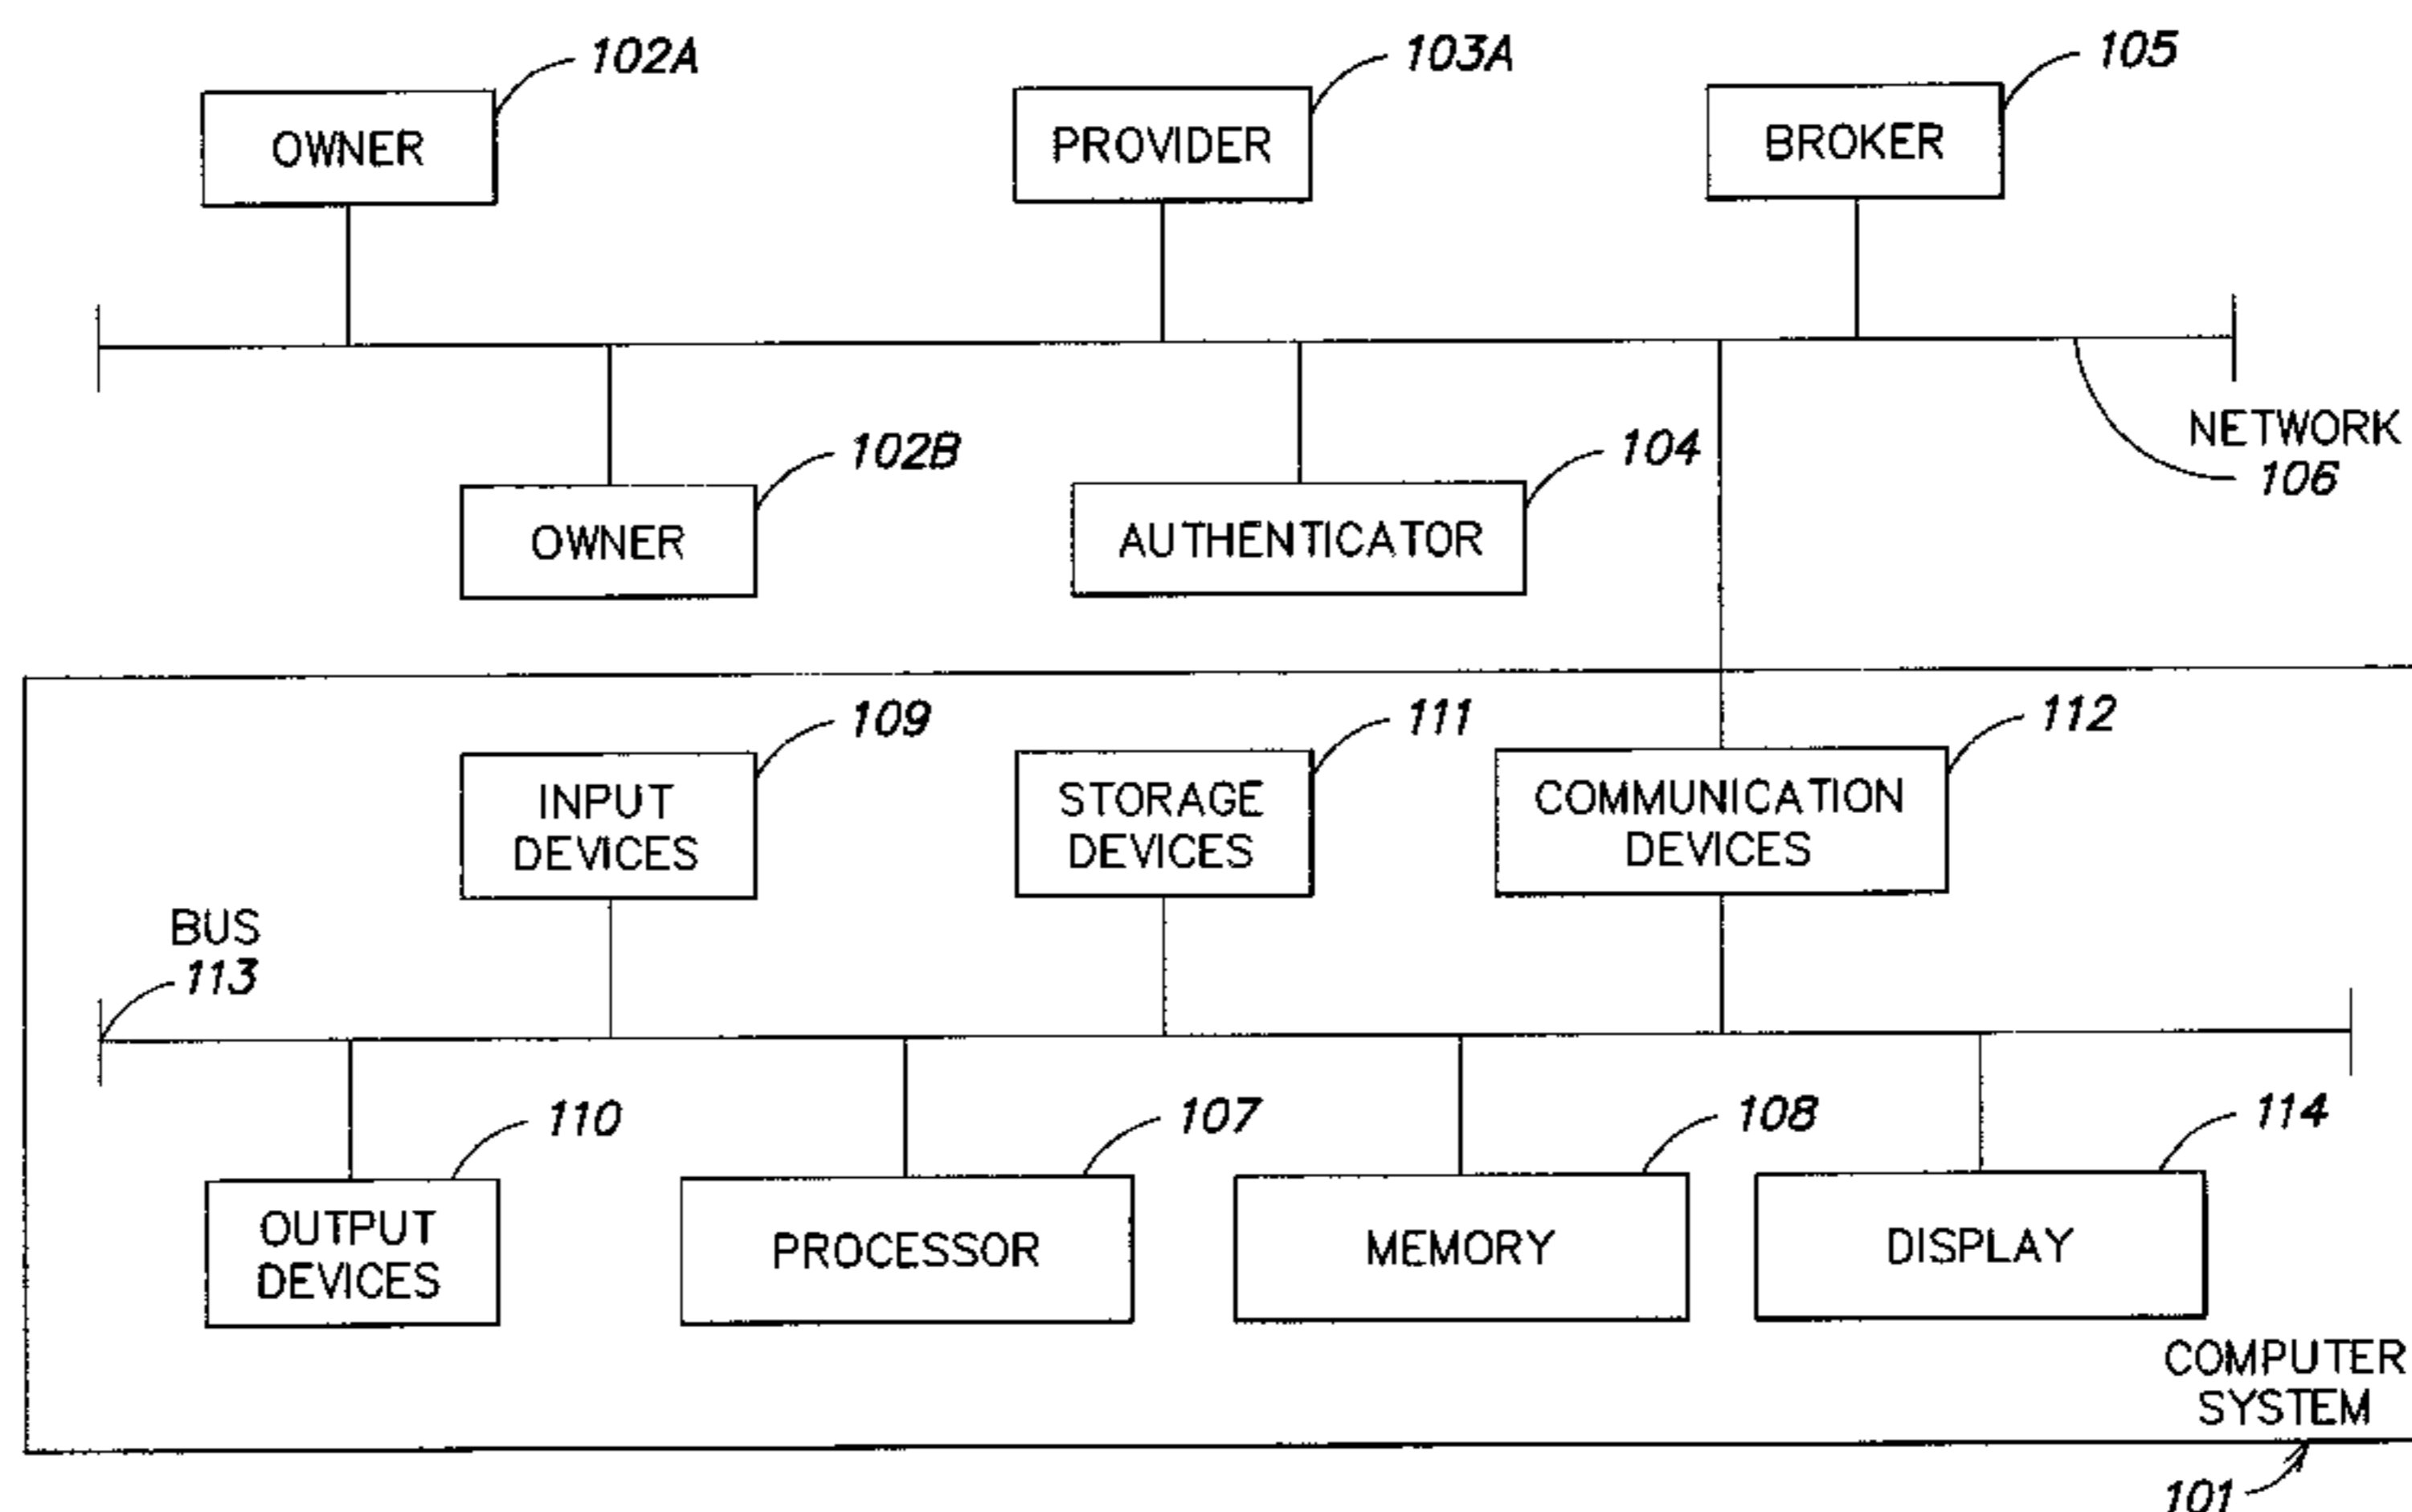 102A
OWNER
103A
PROVIDER
105
BROKER
NETWORK
106
102B
OWNER
104
AUTHENTICATOR
109
INPUT
DEVICES
111
STORAGE
DEVICES
112
COMMUNICATION
DEVICES
BUS
113
110
OUTPUT
DEVICES
107
PROCESSOR
108
MEMORY
114
DISPLAY
COMPUTER
SYSTEM
101